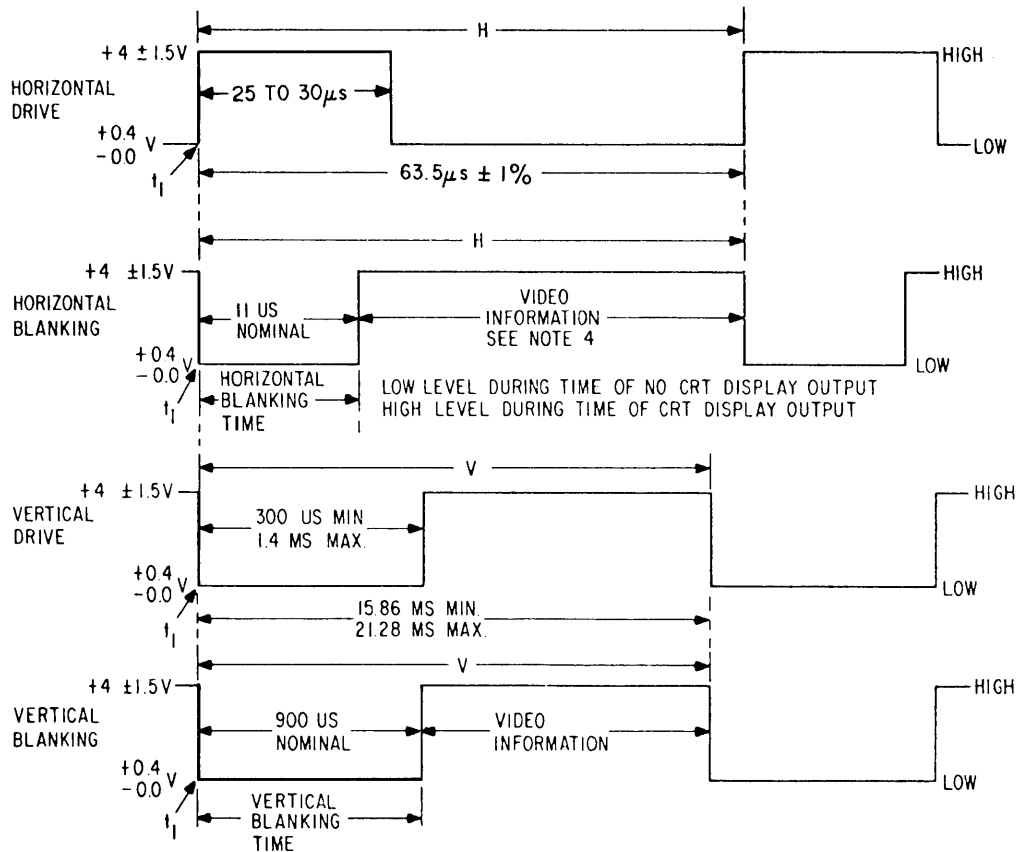 H
+4 ±1.5V
HIGH
HORIZONTAL
DRIVE
25 TO 30µs
+0.4
-0.0 V
LOW
t1
63.5µs ± 1%
H
+4 ±1.5V
HIGH
HORIZONTAL
BLANKING
11 US
NOMINAL
VIDEO
INFORMATION
SEE NOTE 4
+0.4
-0.0 V
LOW
t1
HORIZONTAL
BLANKING
TIME
LOW LEVEL DURING TIME OF NO CRT DISPLAY OUTPUT
HIGH LEVEL DURING TIME OF CRT DISPLAY OUTPUT
V
+4 ±1.5V
HIGH
VERTICAL
DRIVE
300 US MIN
1.4 MS MAX.
+0.4
-0.0 V
LOW
t1
15.86 MS MIN.
21.28 MS MAX.
V
+4 ±1.5V
HIGH
VERTICAL
BLANKING
900 US
NOMINAL
VIDEO
INFORMATION
+0.4
-0.0 V
LOW
t1
VERTICAL
BLANKING
TIME